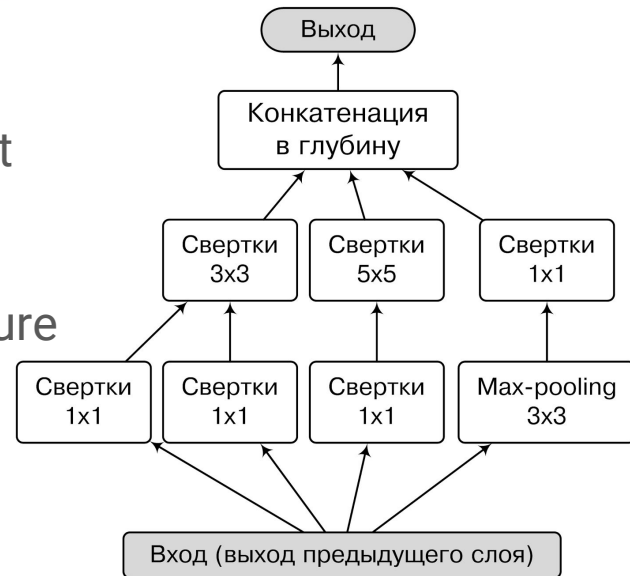 Выход
Конкатенация
в глубину
t
Свертки
3x3
Свертки
5x5
Свертки
1x1
ure
Свертки
1x1
Свертки
1x1
Свертки
1x1
Max-pooling
3x3
Вход (выход предыдущего слоя)